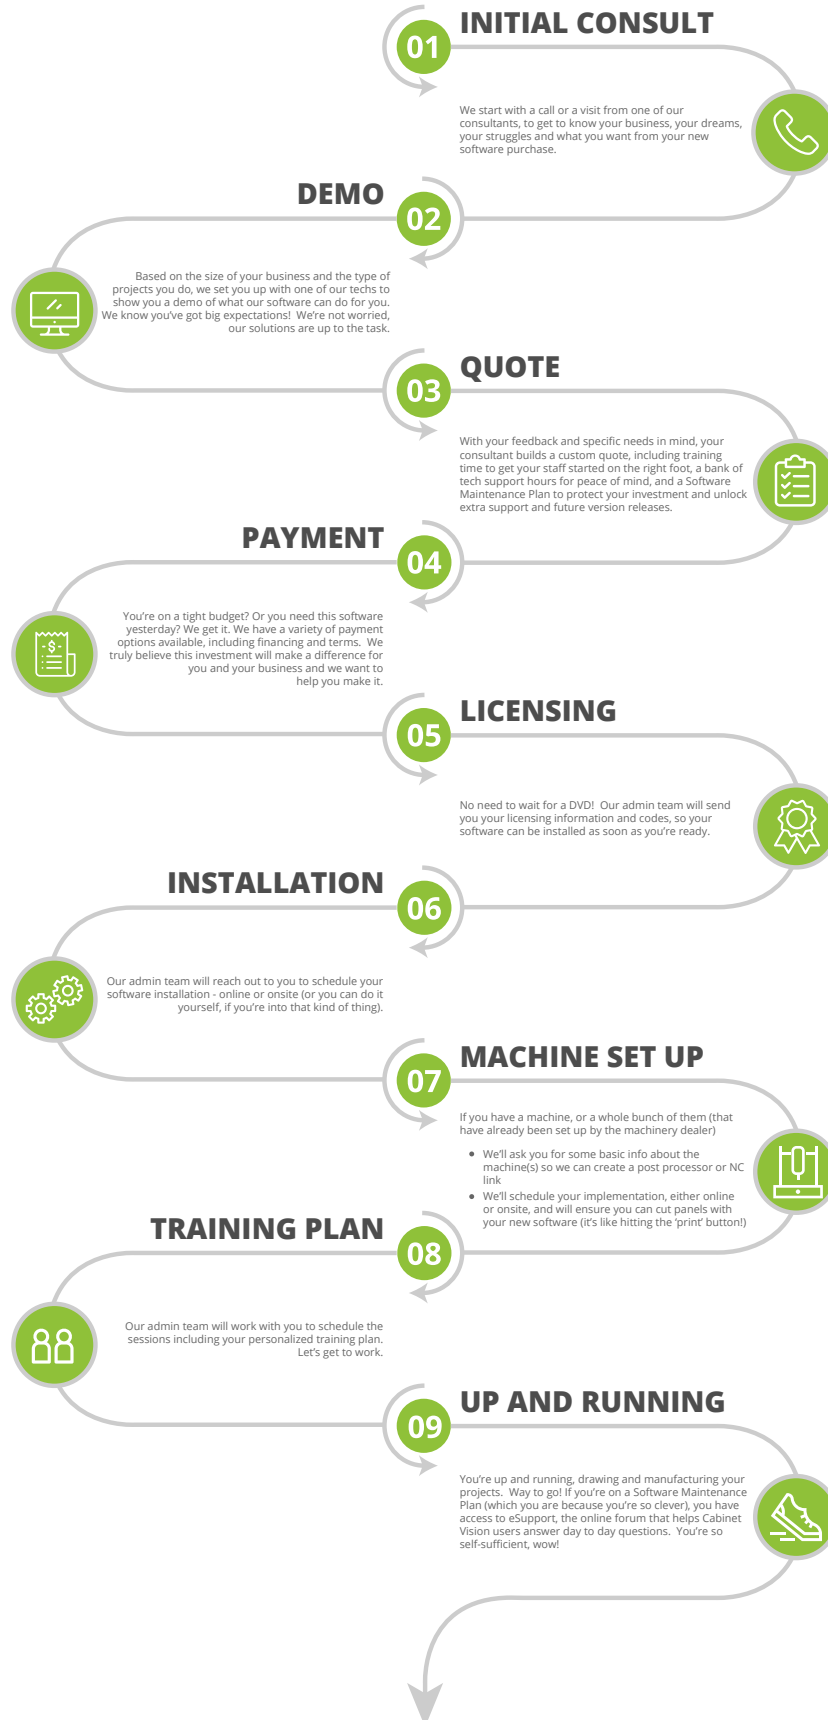 INITIAL CONSULT
01
We start with a call or a visit from one of our
consultants, to get to know your business, your dreams,
your struggles and what you want from your new
software purchase.
DEMO
02
Based on the size of your business and the type of
projects you do, we set you up with one of our techs to
show you a demo of what our software can do for you.
We know you've got big expectations! We're not worried,
our solutions are up to the task.
QUOTE
03
With your feedback and specific needs in mind, your
consultant builds a custom quote, including training
time to get your staff started on the right foot, a bank of
tech support hours for peace of mind, and a Software
Maintenance Plan to protect your investment and unlock
extra support and future version releases.
PAYMENT
04
You're on a tight budget? Or you need this software
yesterday? We get it. We have a variety of payment
options available, including financing and terms. We
truly believe this investment will make a difference for
you and your business and we want to
help you make it.
$
LICENSING
05
No need to wait for a DVD! Our admin team will send
you your licensing information and codes, so your
software can be installed as soon as you're ready.
INSTALLATION
06
Our admin team will reach out to you to schedule your
software installation - online or onsite (or you can do it
yourself, if you're into that kind of thing).
MACHINE SET UP
07
If you have a machine, or a whole bunch of them (that
have already been set up by the machinery dealer)
• We'll ask you for some basic info about the
machine(s) so we can create a post processor or NC
link
• We'll schedule your implementation, either online
or onsite, and will ensure you can cut panels with
your new software (it's like hitting the 'print' button!)
TRAINING PLAN
08
Our admin team will work with you to schedule the
sessions including your personalized training plan.
Let's get to work.
UP AND RUNNING
09
You're up and running, drawing and manufacturing your
projects. Way to go! If you're on a Software Maintenance
Plan (which you are because you're so clever), you have
access to eSupport, the online forum that helps Cabinet
Vision users answer day to day questions. You're so
self-sufficient, wow!